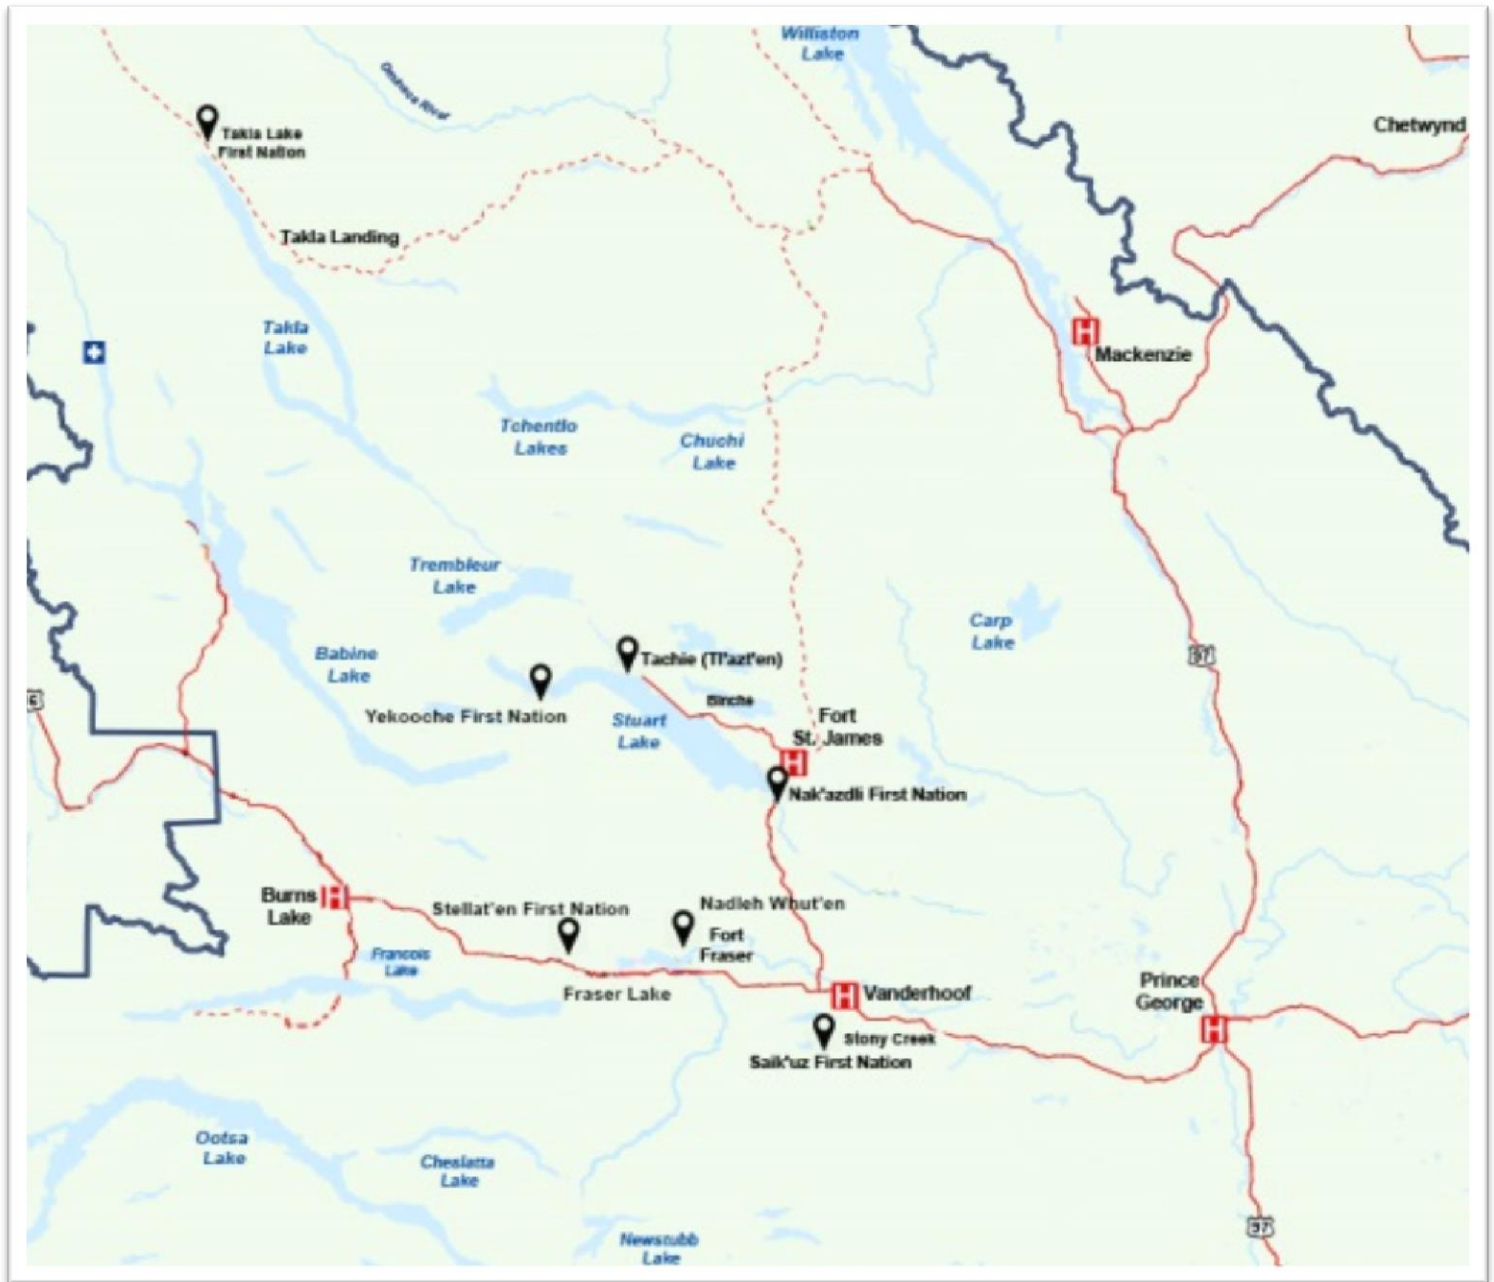 Williston
Lake
Omineca River
Chetwynd
Takla Lake
First Nation
Takla Landing
Takla
Lake
H
Mackenzie
Tchentlo
Lakes
Chuchi
Lake
Trembleur
Lake
Carp
Lake
Babine
Lake
97
Tachie (Tl'azt'en)
Yekooche First Nation
Binche
Stuart
Lake
Fort
St. James
H
Nak'azdli First Nation
Burns
Lake
H
Stellat'en First Nation
Nadleh Whut'en
Fort
Fraser
Francois
Lake
Fraser Lake
H
Vanderhoof
Prince
George
H
Stony Creek
Saik'uz First Nation
Ootsa
Lake
Cheslatta
Lake
97
Newstubb
Lake